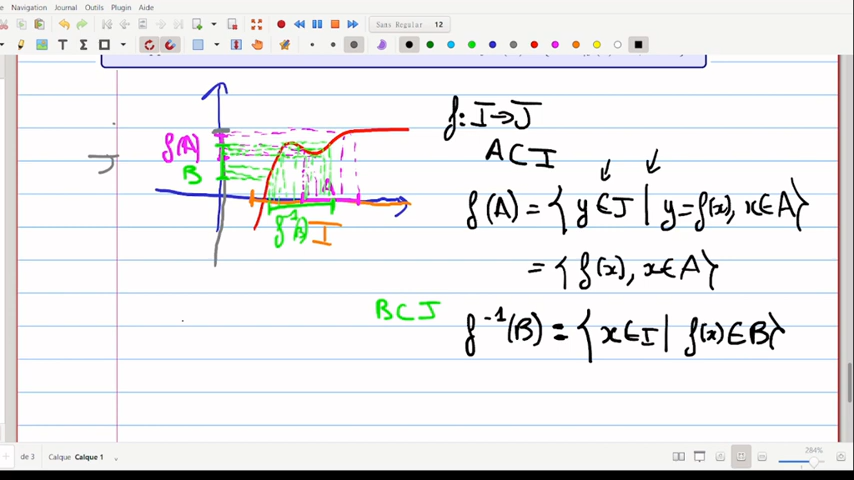 Navigation Journal Outils Plugin Aide
Sans Regular 12
f: I→J
A⊂I
f(A) = { y∈J | y=f(x), x∈A}
= { f(x), x∈A}
B⊂J
f⁻¹(B) = { x∈I | f(x)∈B}
f(A)
J
B
A
f⁻¹(B)
I
de 3 Calque Calque 1
284%